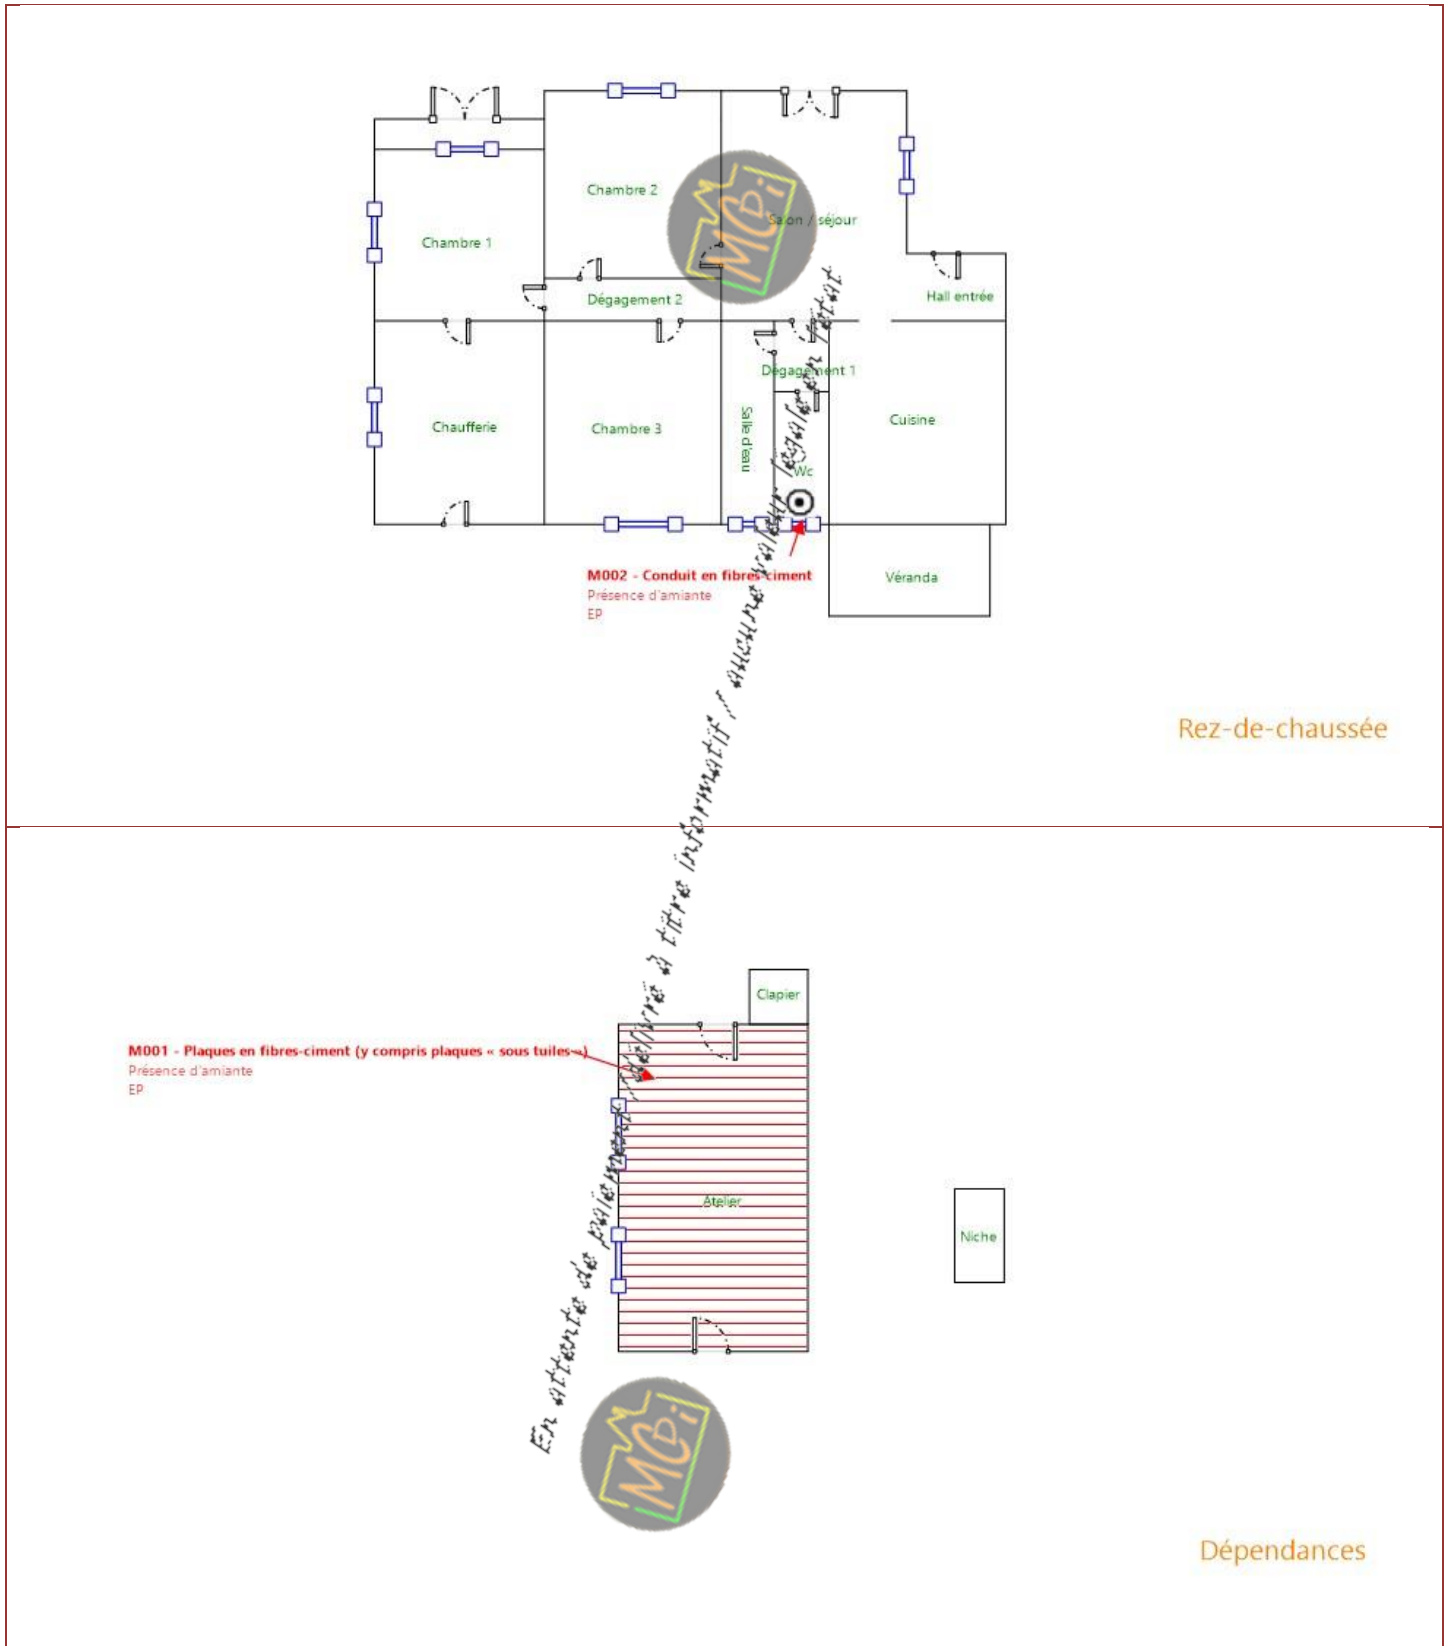 Chambre 2
Salon / séjour
Chambre 1
Dégagement 2
Hall entrée
Dégagement 1
Chaufferie
Chambre 3
Salle d'eau
Cuisine
Wc
M002 - Conduit en fibres-ciment
Présence d'amiante
EP
Véranda
Rez-de-chaussée
En attente de paiement / délivré à titre informatif / aucune valeur légale en l'état
Clapier
M001 - Plaques en fibres-ciment (y compris plaques « sous tuiles »)
Présence d'amiante
EP
Atelier
Niche
MCDi
MCDi
Dépendances